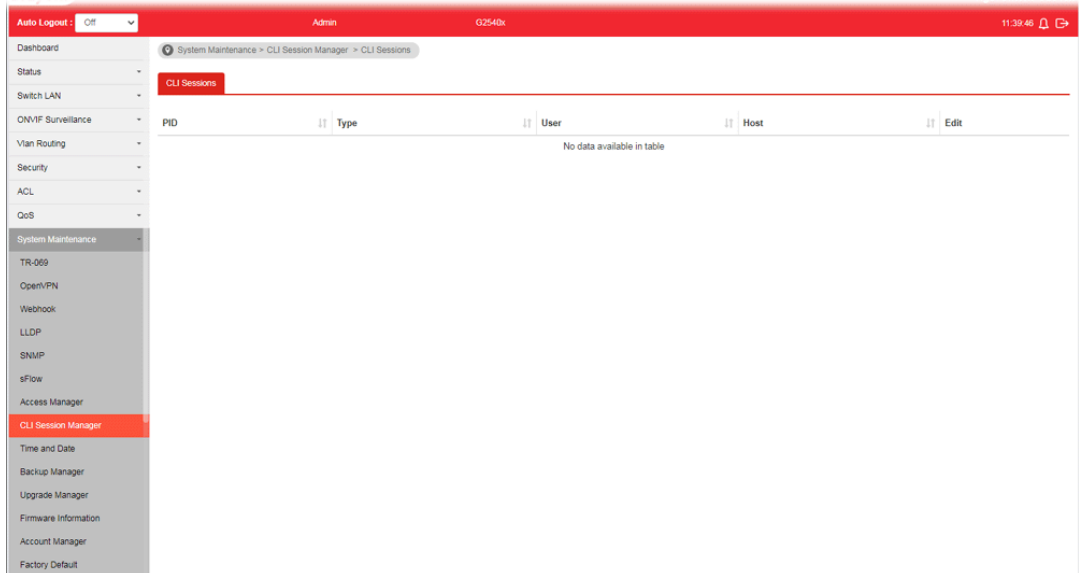 Auto Logout : Off Admin G2540x 11:39:46
Dashboard
Status
Switch LAN
ONVIF Surveillance
Vlan Routing
Security
ACL
QoS
System Maintenance
TR-069
OpenVPN
Webhook
LLDP
SNMP
sFlow
Access Manager
CLI Session Manager
Time and Date
Backup Manager
Upgrade Manager
Firmware Information
Account Manager
Factory Default
System Maintenance > CLI Session Manager > CLI Sessions
CLI Sessions
PID Type User Host Edit
No data available in table